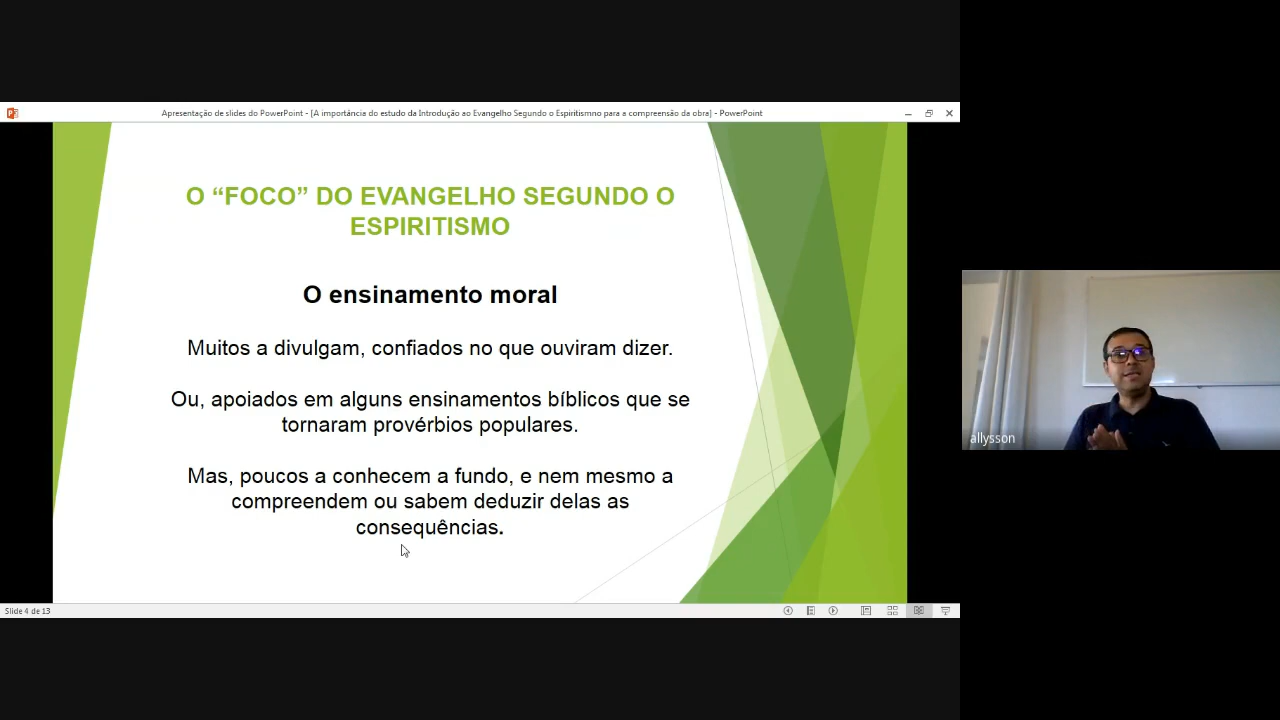 Apresentação de slides do PowerPoint - [A importância do estudo da Introdução ao Evangelho Segundo o Espiritismno para a compreensão da obra] - PowerPoint
O “FOCO” DO EVANGELHO SEGUNDO O
ESPIRITISMO
O ensinamento moral
Muitos a divulgam, confiados no que ouviram dizer.
Ou, apoiados em alguns ensinamentos bíblicos que se
tornaram provérbios populares.
Mas, poucos a conhecem a fundo, e nem mesmo a
compreendem ou sabem deduzir delas as
consequências.
allysson
Slide 4 de 13